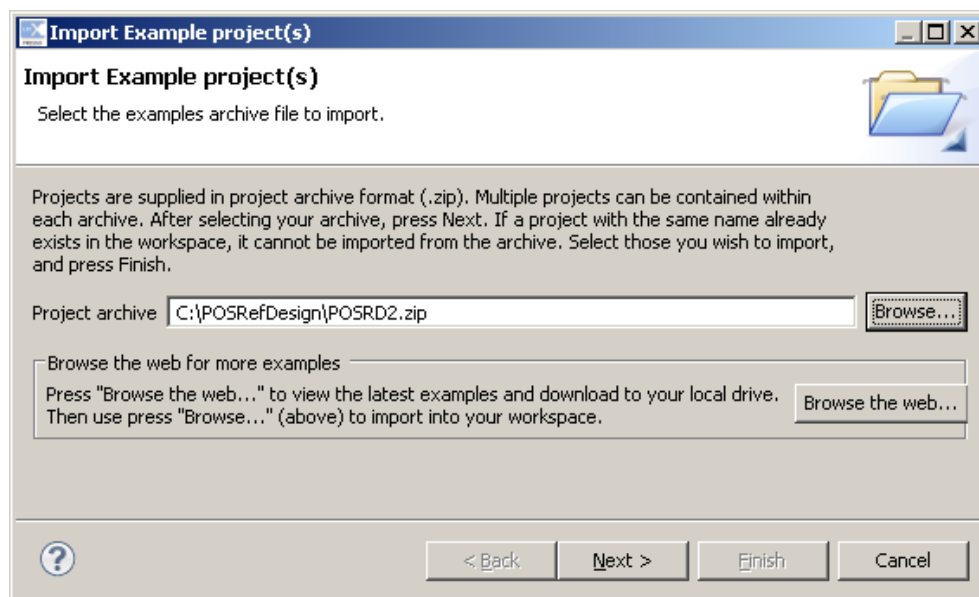 Import Example project(s)
Import Example project(s)
Select the examples archive file to import.
Projects are supplied in project archive format (.zip). Multiple projects can be contained within
each archive. After selecting your archive, press Next. If a project with the same name already
exists in the workspace, it cannot be imported from the archive. Select those you wish to import,
and press Finish.
Project archive C:\POSRefDesign\POSRD2.zip Browse...
Browse the web for more examples
Press "Browse the web..." to view the latest examples and download to your local drive.
Then use press "Browse..." (above) to import into your workspace.
Browse the web...
? < Back Next > Finish Cancel